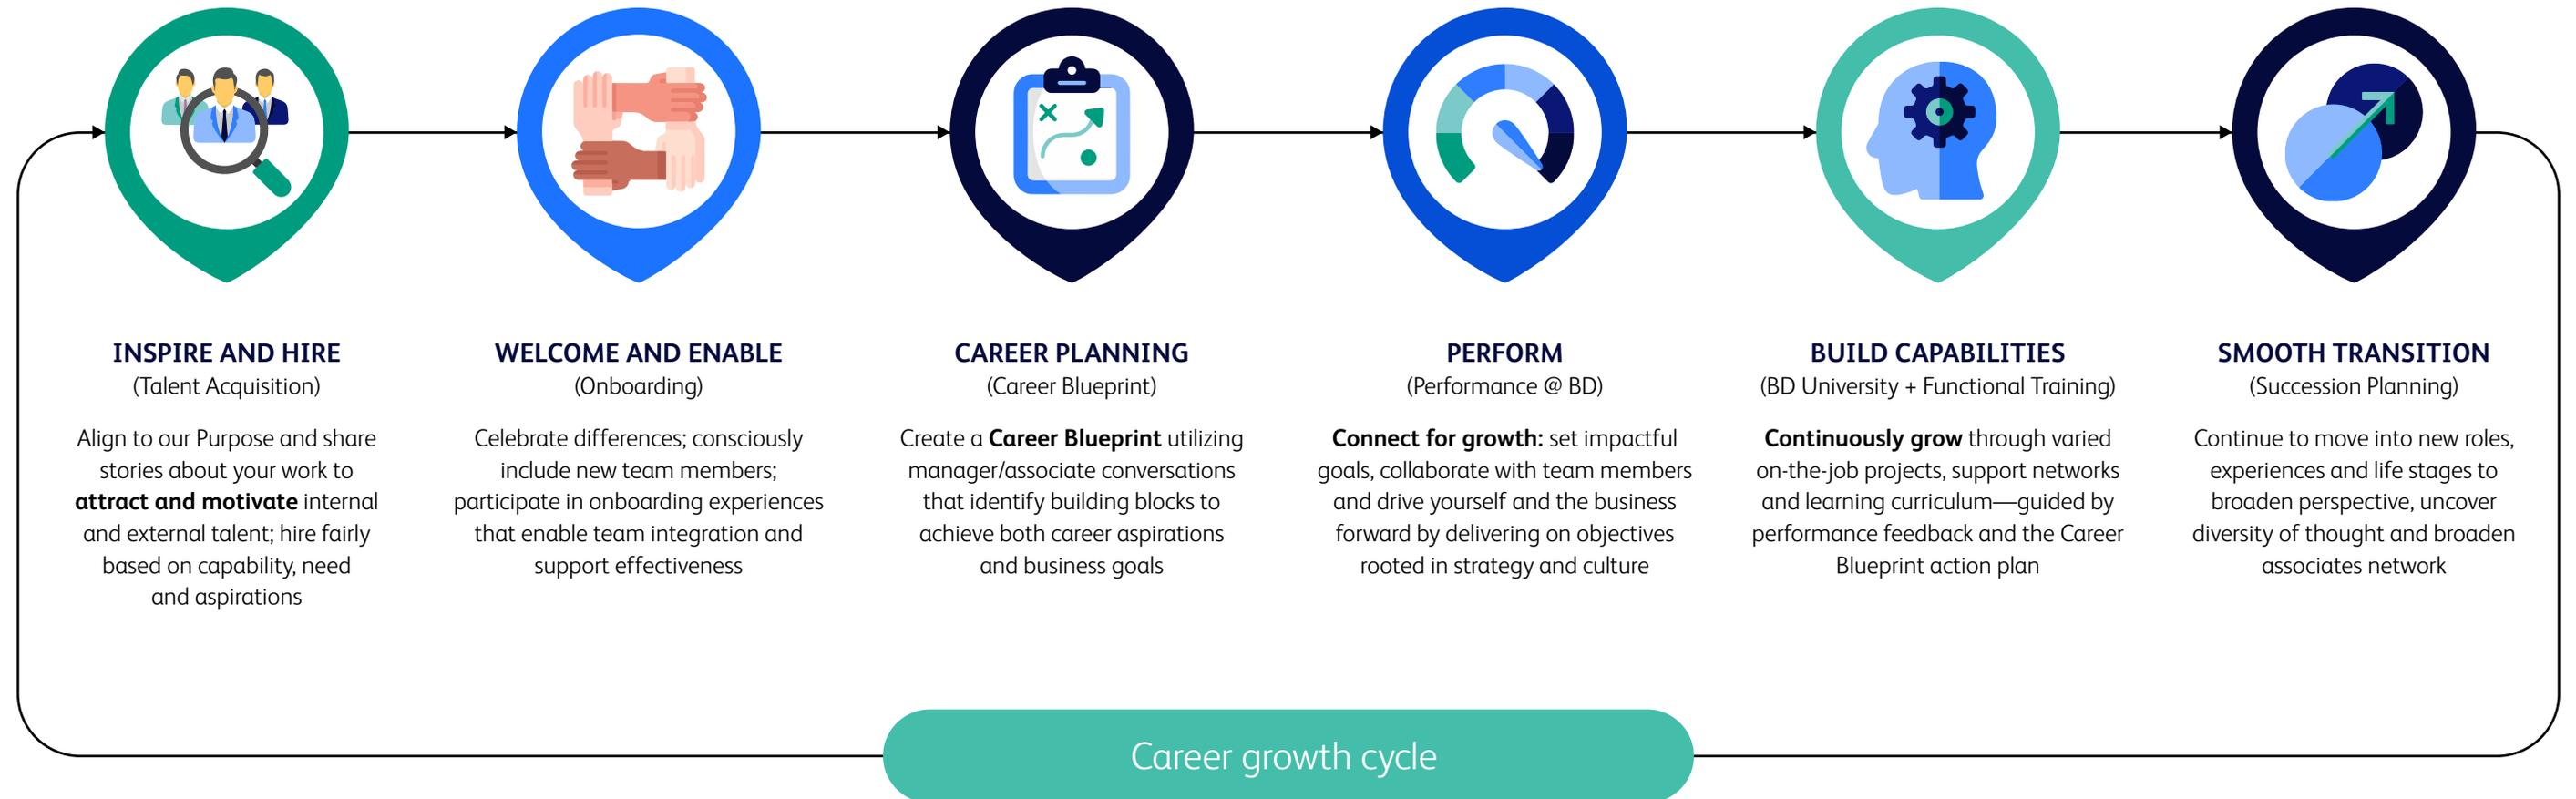 INSPIRE AND HIRE
(Talent Acquisition)
Align to our Purpose and share
stories about your work to
attract and motivate internal
and external talent; hire fairly
based on capability, need
and aspirations
WELCOME AND ENABLE
(Onboarding)
Celebrate differences; consciously
include new team members;
participate in onboarding experiences
that enable team integration and
support effectiveness
CAREER PLANNING
(Career Blueprint)
Create a Career Blueprint utilizing
manager/associate conversations
that identify building blocks to
achieve both career aspirations
and business goals
PERFORM
(Performance @ BD)
Connect for growth: set impactful
goals, collaborate with team members
and drive yourself and the business
forward by delivering on objectives
rooted in strategy and culture
BUILD CAPABILITIES
(BD University + Functional Training)
Continuously grow through varied
on-the-job projects, support networks
and learning curriculum—guided by
performance feedback and the Career
Blueprint action plan
SMOOTH TRANSITION
(Succession Planning)
Continue to move into new roles,
experiences and life stages to
broaden perspective, uncover
diversity of thought and broaden
associates network
Career growth cycle